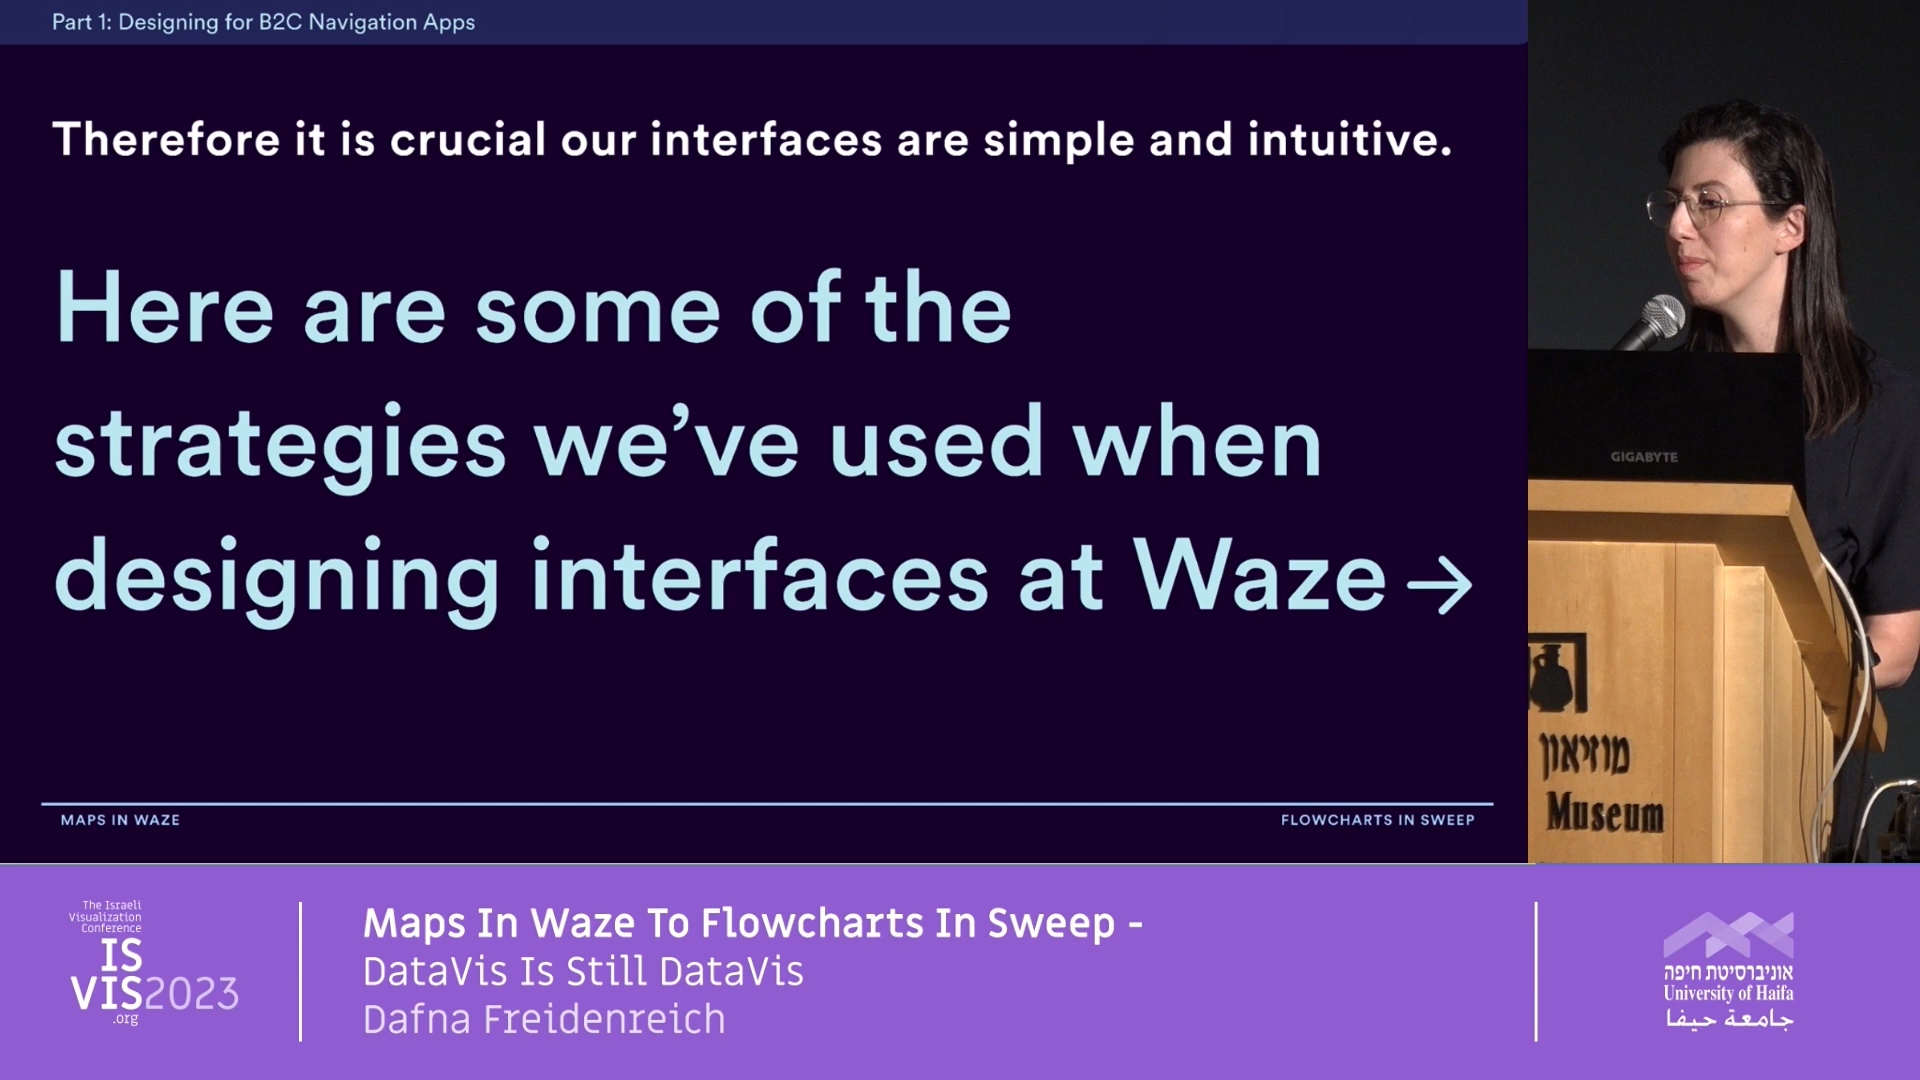 Part 1: Designing for B2C Navigation Apps
Therefore it is crucial our interfaces are simple and intuitive.
Here are some of the
strategies we’ve used when
designing interfaces at Waze →
MAPS IN WAZE
FLOWCHARTS IN SWEEP
GIGABYTE
מוזיאון
Museum
The Israeli
Visualization
Conference
IS
VIS2023
.org
Maps In Waze To Flowcharts In Sweep -
DataVis Is Still DataVis
Dafna Freidenreich
אוניברסיטת חיפה
University of Haifa
جامعة حيفا